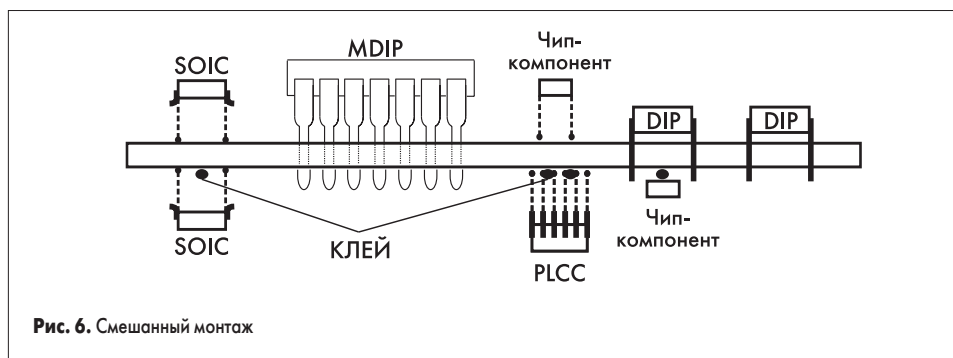 SOIC
MDIP
Чип-
компонент
DIP
DIP
SOIC
КЛЕЙ
PLCC
Чип-
компонент
Рис. 6. Смешанный монтаж